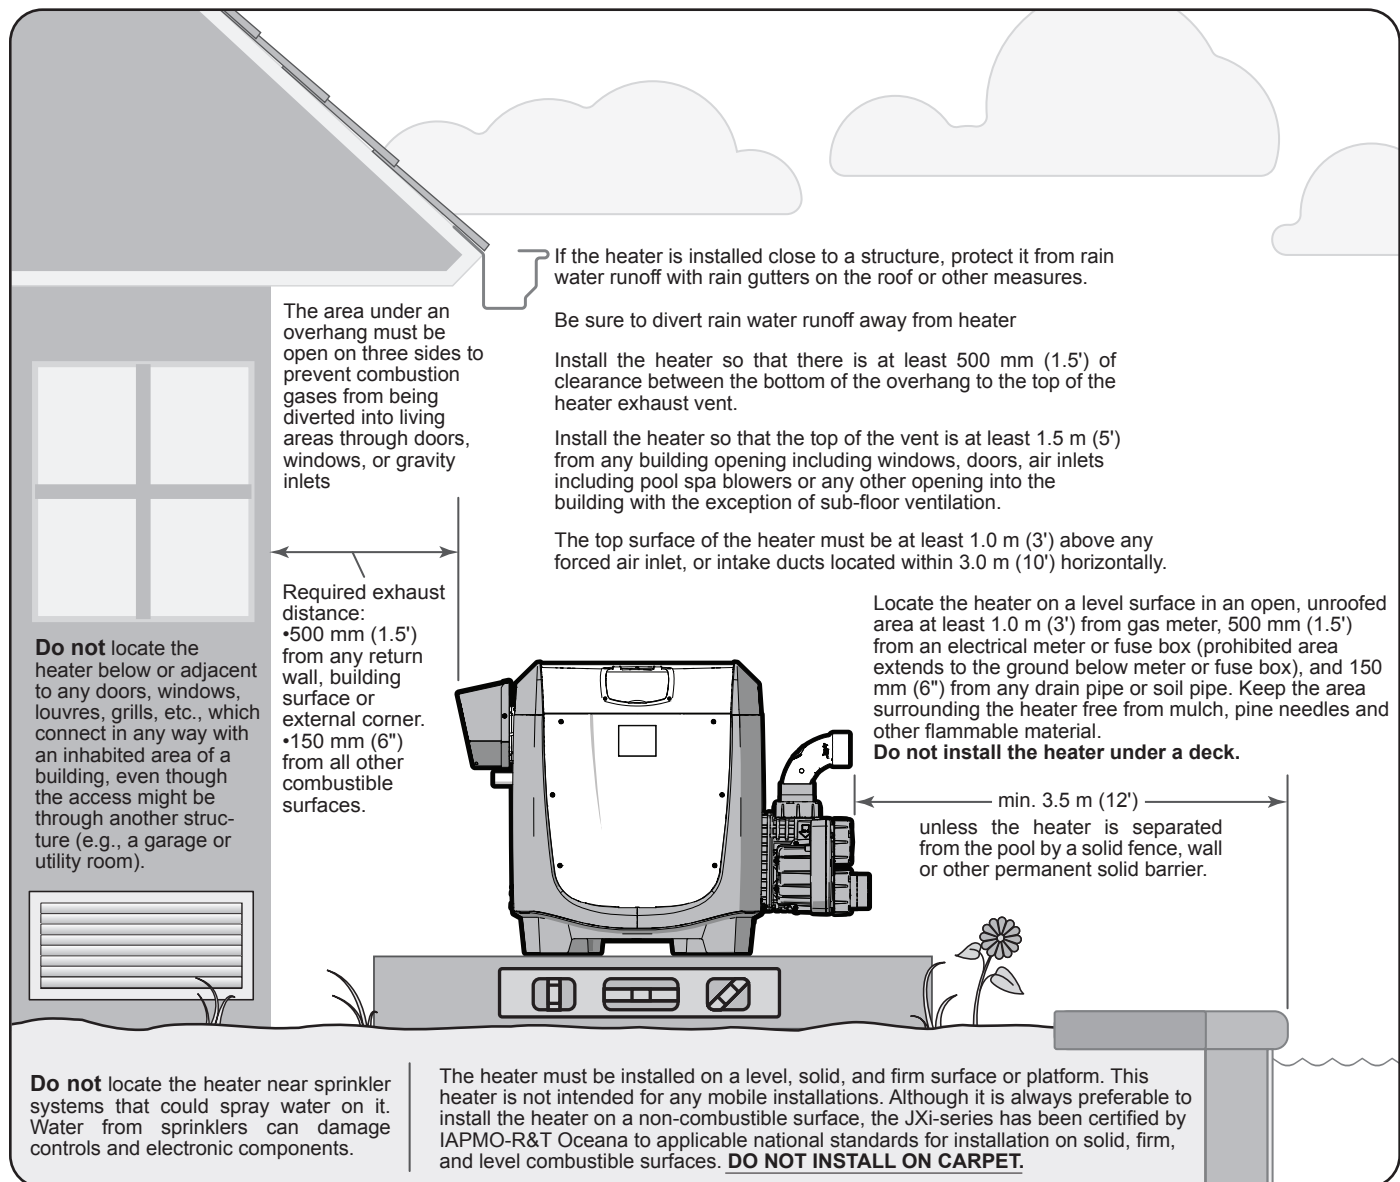 If the heater is installed close to a structure, protect it from rain
water runoff with rain gutters on the roof or other measures.
Be sure to divert rain water runoff away from heater
Install the heater so that there is at least 500 mm (1.5') of
clearance between the bottom of the overhang to the top of the
heater exhaust vent.
Install the heater so that the top of the vent is at least 1.5 m (5')
from any building opening including windows, doors, air inlets
including pool spa blowers or any other opening into the
building with the exception of sub-floor ventilation.
The top surface of the heater must be at least 1.0 m (3') above any
forced air inlet, or intake ducts located within 3.0 m (10') horizontally.
The area under an
overhang must be
open on three sides to
prevent combustion
gases from being
diverted into living
areas through doors,
windows, or gravity
inlets
Required exhaust
distance:
•500 mm (1.5')
from any return
wall, building
surface or
external corner.
•150 mm (6")
from all other
combustible
surfaces.
Do not locate the
heater below or adjacent
to any doors, windows,
louvres, grills, etc., which
connect in any way with
an inhabited area of a
building, even though
the access might be
through another struc-
ture (e.g., a garage or
utility room).
Locate the heater on a level surface in an open, unroofed
area at least 1.0 m (3') from gas meter, 500 mm (1.5')
from an electrical meter or fuse box (prohibited area
extends to the ground below meter or fuse box), and 150
mm (6") from any drain pipe or soil pipe. Keep the area
surrounding the heater free from mulch, pine needles and
other flammable material.
Do not install the heater under a deck.
min. 3.5 m (12')
unless the heater is separated
from the pool by a solid fence, wall
or other permanent solid barrier.
Do not locate the heater near sprinkler
systems that could spray water on it.
Water from sprinklers can damage
controls and electronic components.
The heater must be installed on a level, solid, and firm surface or platform. This
heater is not intended for any mobile installations. Although it is always preferable to
install the heater on a non-combustible surface, the JXi-series has been certified by
IAPMO-R&T Oceana to applicable national standards for installation on solid, firm,
and level combustible surfaces. DO NOT INSTALL ON CARPET.